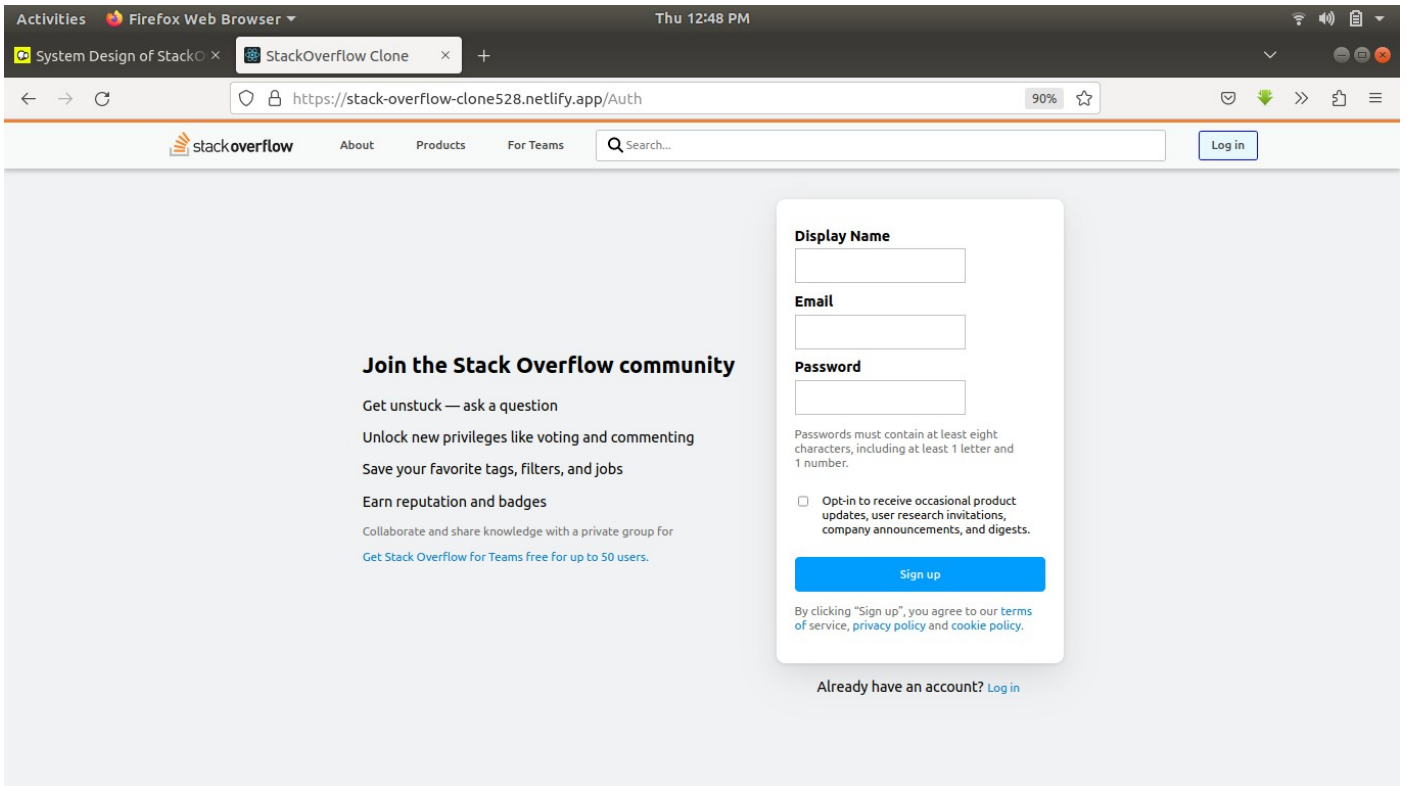 Activities Firefox Web Browser Thu 12:48 PM
System Design of StackO StackOverflow Clone
https://stack-overflow-clone528.netlify.app/Auth 90%
stackoverflow About Products For Teams Search... Log in
Join the Stack Overflow community
Get unstuck — ask a question
Unlock new privileges like voting and commenting
Save your favorite tags, filters, and jobs
Earn reputation and badges
Collaborate and share knowledge with a private group for
Get Stack Overflow for Teams free for up to 50 users.
Display Name
Email
Password
Passwords must contain at least eight
characters, including at least 1 letter and
1 number.
Opt-in to receive occasional product
updates, user research invitations,
company announcements, and digests.
Sign up
By clicking “Sign up”, you agree to our terms
of service, privacy policy and cookie policy.
Already have an account? Log in